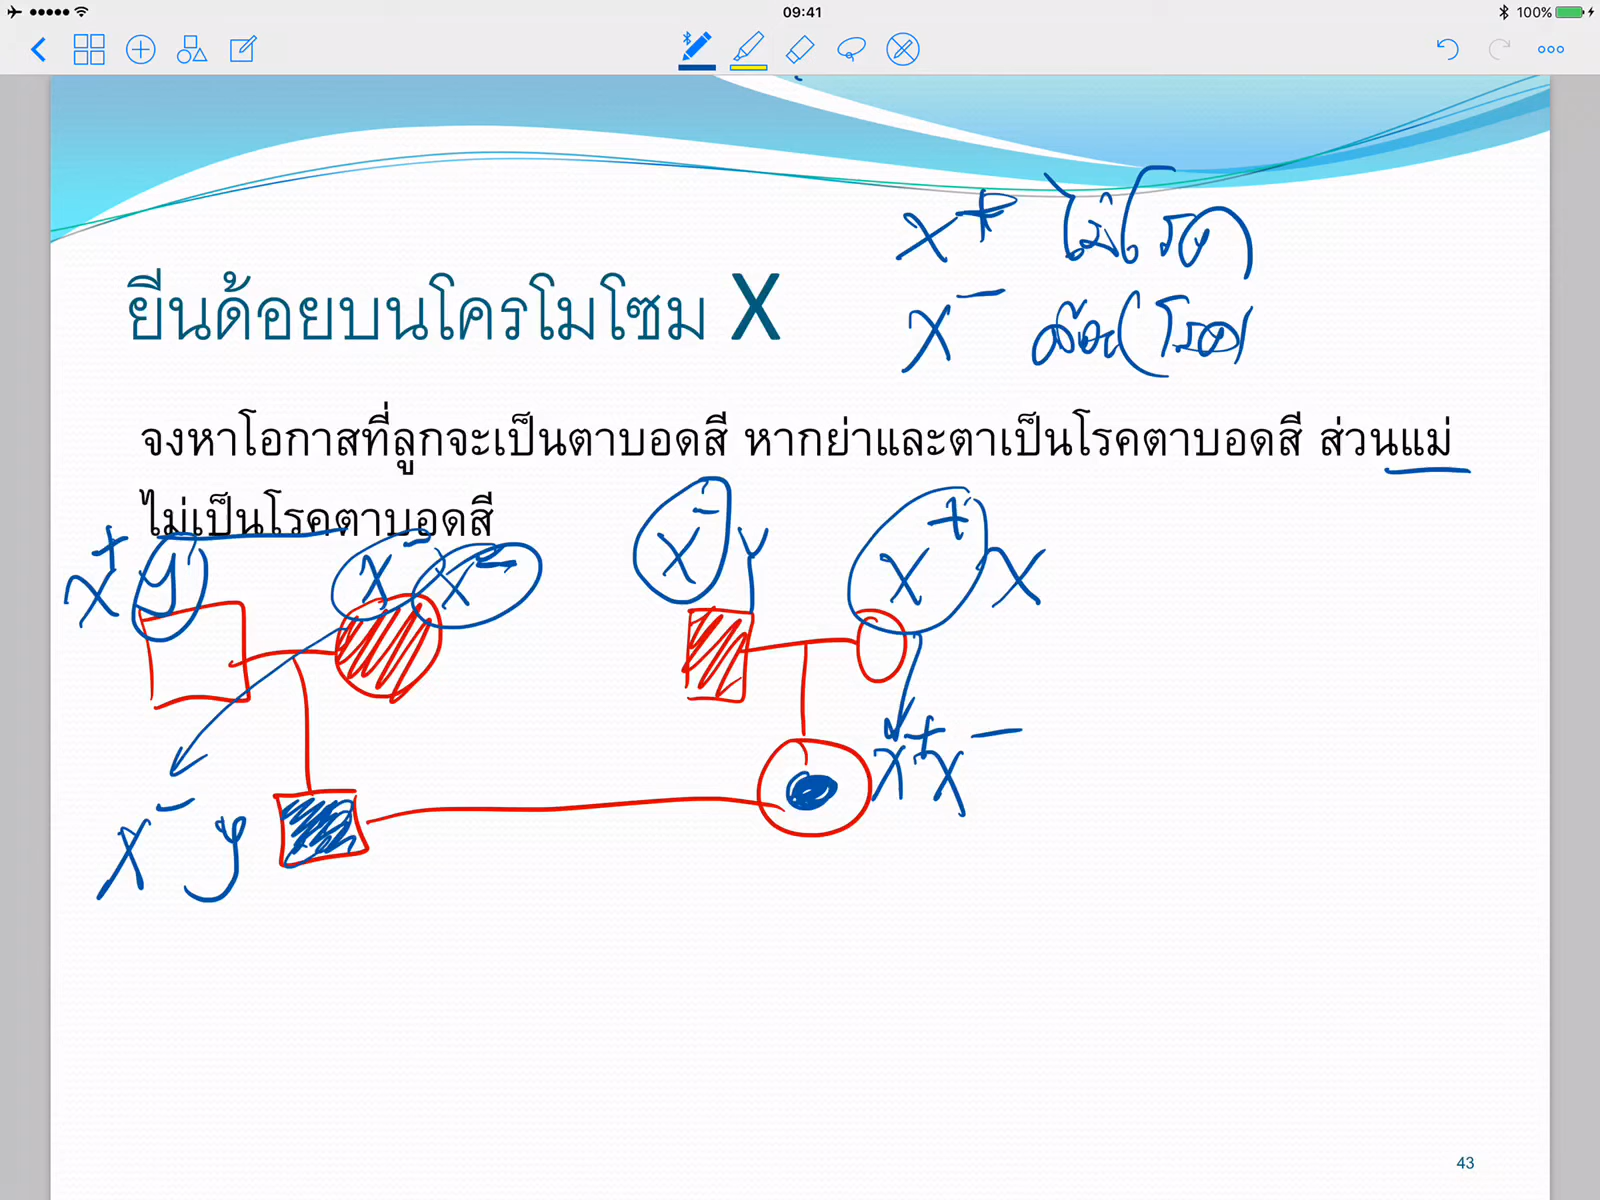 09:41
100%
X⁺ ไม่โรค
ยีนด้อยบนโครโมโซม X
X⁻ ด้อย โรค
จงหาโอกาสที่ลูกจะเป็นตาบอดสี หากย่าและตาเป็นโรคตาบอดสี ส่วนแม่
ไม่เป็นโรคตาบอดสี
X⁺ y X⁻ X⁻ X⁻ Y X⁺ X
X⁺ X⁻
X⁻ y
43